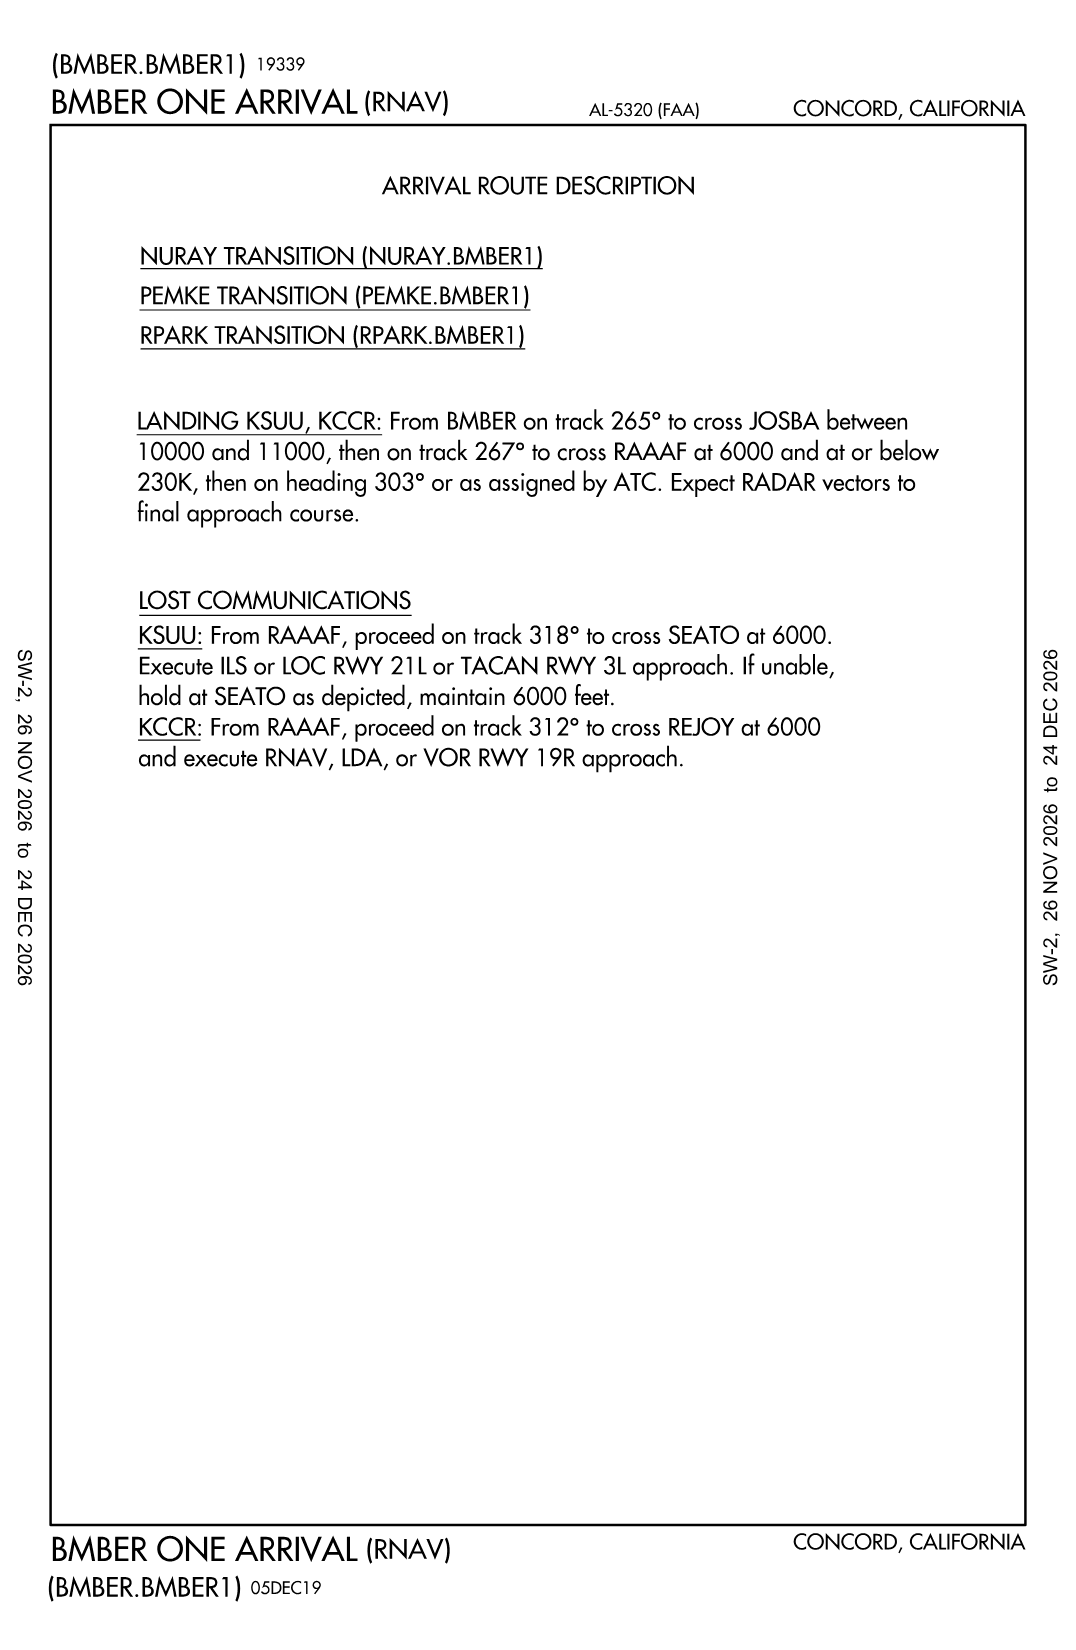 (BMBER.BMBER1) 19339
BMBER ONE ARRIVAL (RNAV) AL-5320 (FAA) CONCORD, CALIFORNIA
ARRIVAL ROUTE DESCRIPTION
NURAY TRANSITION (NURAY.BMBER1)
PEMKE TRANSITION (PEMKE.BMBER1)
RPARK TRANSITION (RPARK.BMBER1)
LANDING KSUU, KCCR: From BMBER on track 265° to cross JOSBA between
10000 and 11000, then on track 267° to cross RAAAF at 6000 and at or below
230K, then on heading 303° or as assigned by ATC. Expect RADAR vectors to
final approach course.
LOST COMMUNICATIONS
KSUU: From RAAAF, proceed on track 318° to cross SEATO at 6000.
Execute ILS or LOC RWY 21L or TACAN RWY 3L approach. If unable,
hold at SEATO as depicted, maintain 6000 feet.
KCCR: From RAAAF, proceed on track 312° to cross REJOY at 6000
and execute RNAV, LDA, or VOR RWY 19R approach.
SW-2, 26 NOV 2026 to 24 DEC 2026
SW-2, 26 NOV 2026 to 24 DEC 2026
BMBER ONE ARRIVAL (RNAV) CONCORD, CALIFORNIA
(BMBER.BMBER1) 05DEC19